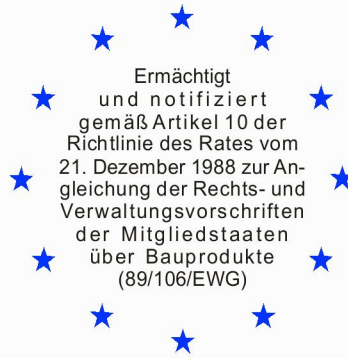 Ermächtigt
und notifiziert
gemäß Artikel 10 der
Richtlinie des Rates vom
21. Dezember 1988 zur An-
gleichung der Rechts- und
Verwaltungsvorschriften
der Mitgliedstaaten
über Bauprodukte
(89/106/EWG)